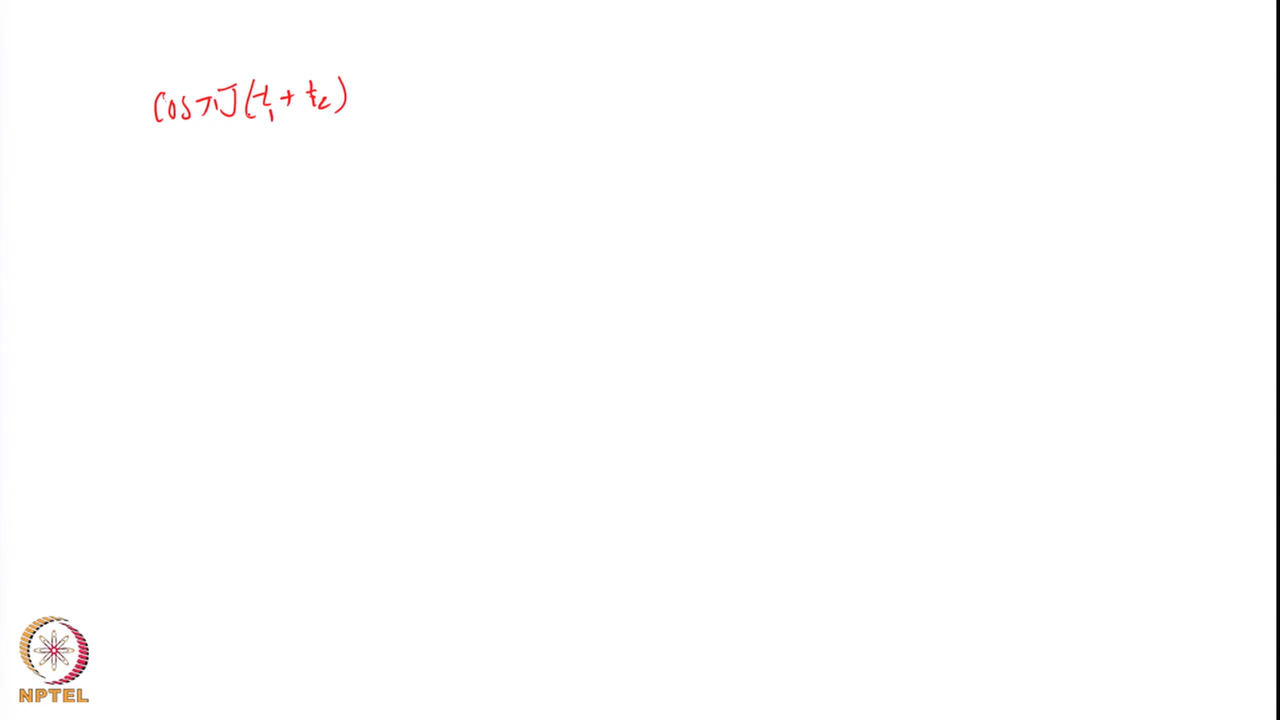 cos πJ (t₁ + t₂)
NPTEL